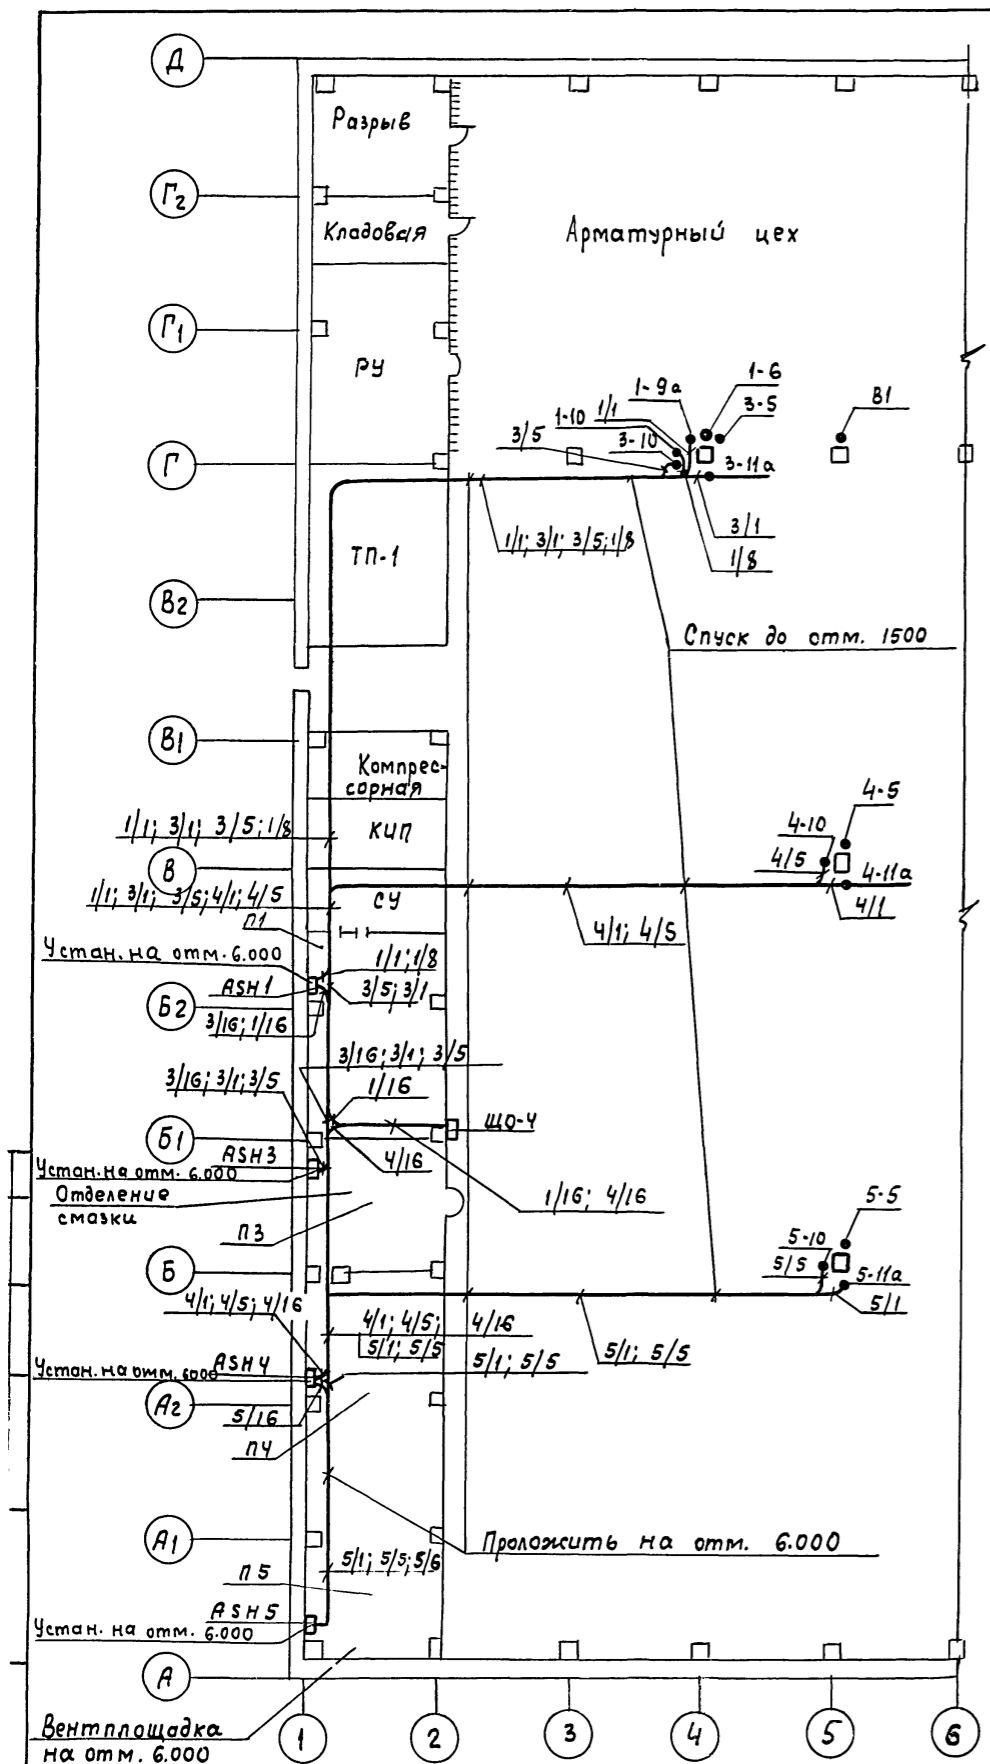 Д
Разрыв
Г2
Кладовая
Арматурный цех
Г1
РУ
1-6
1-9а
3-5
В1
1-10
1/1
3/5
3-10
Г
3-11а
3/1
1/1; 3/1; 3/5; 1/8
1/8
ТП-1
В2
Спуск до отм. 1500
В1
Компрес-
сорная
4-5
1/1; 3/1; 3/5; 1/8
КИП
4-10
4/5
В
4-11а
1/1; 3/1; 3/5; 4/1; 4/5
СУ
4/1
П1
4/1; 4/5
Устан. на отм. 6.000
1/1; 1/8
ASH1
3/5; 3/1
Б2
3/16; 1/16
3/16; 3/1; 3/5
3/16; 3/1; 3/5
1/16
Б1
ЩО-4
ASH3
4/16
Устан. на отм. 6.000
Отделение
смазки
1/16; 4/16
5-5
П3
5-10
Б
5/5
5-11а
4/1; 4/5; 4/16
5/1
4/1; 4/5; 4/16
5/1; 5/5
5/1; 5/5
5/1; 5/5
ASH4
Устан. на отм. 6000
А2
5/16
П4
А1
Проложить на отм. 6.000
5/1; 5/5; 5/6
П5
ASH5
Устан. на отм. 6.000
А
Вентплощадка
на отм. 6.000
1
2
3
4
5
6